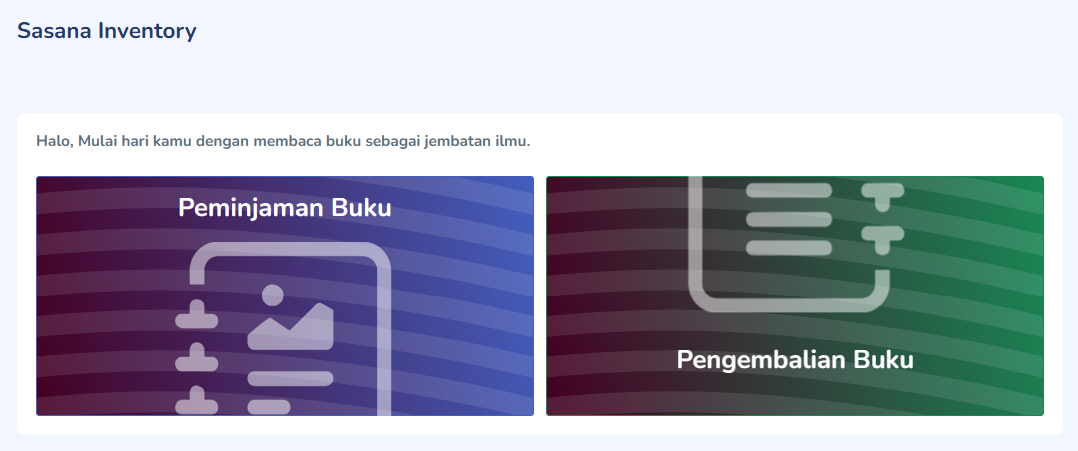 Sasana Inventory
Halo, Mulai hari kamu dengan membaca buku sebagai jembatan ilmu.
Peminjaman Buku
Pengembalian Buku